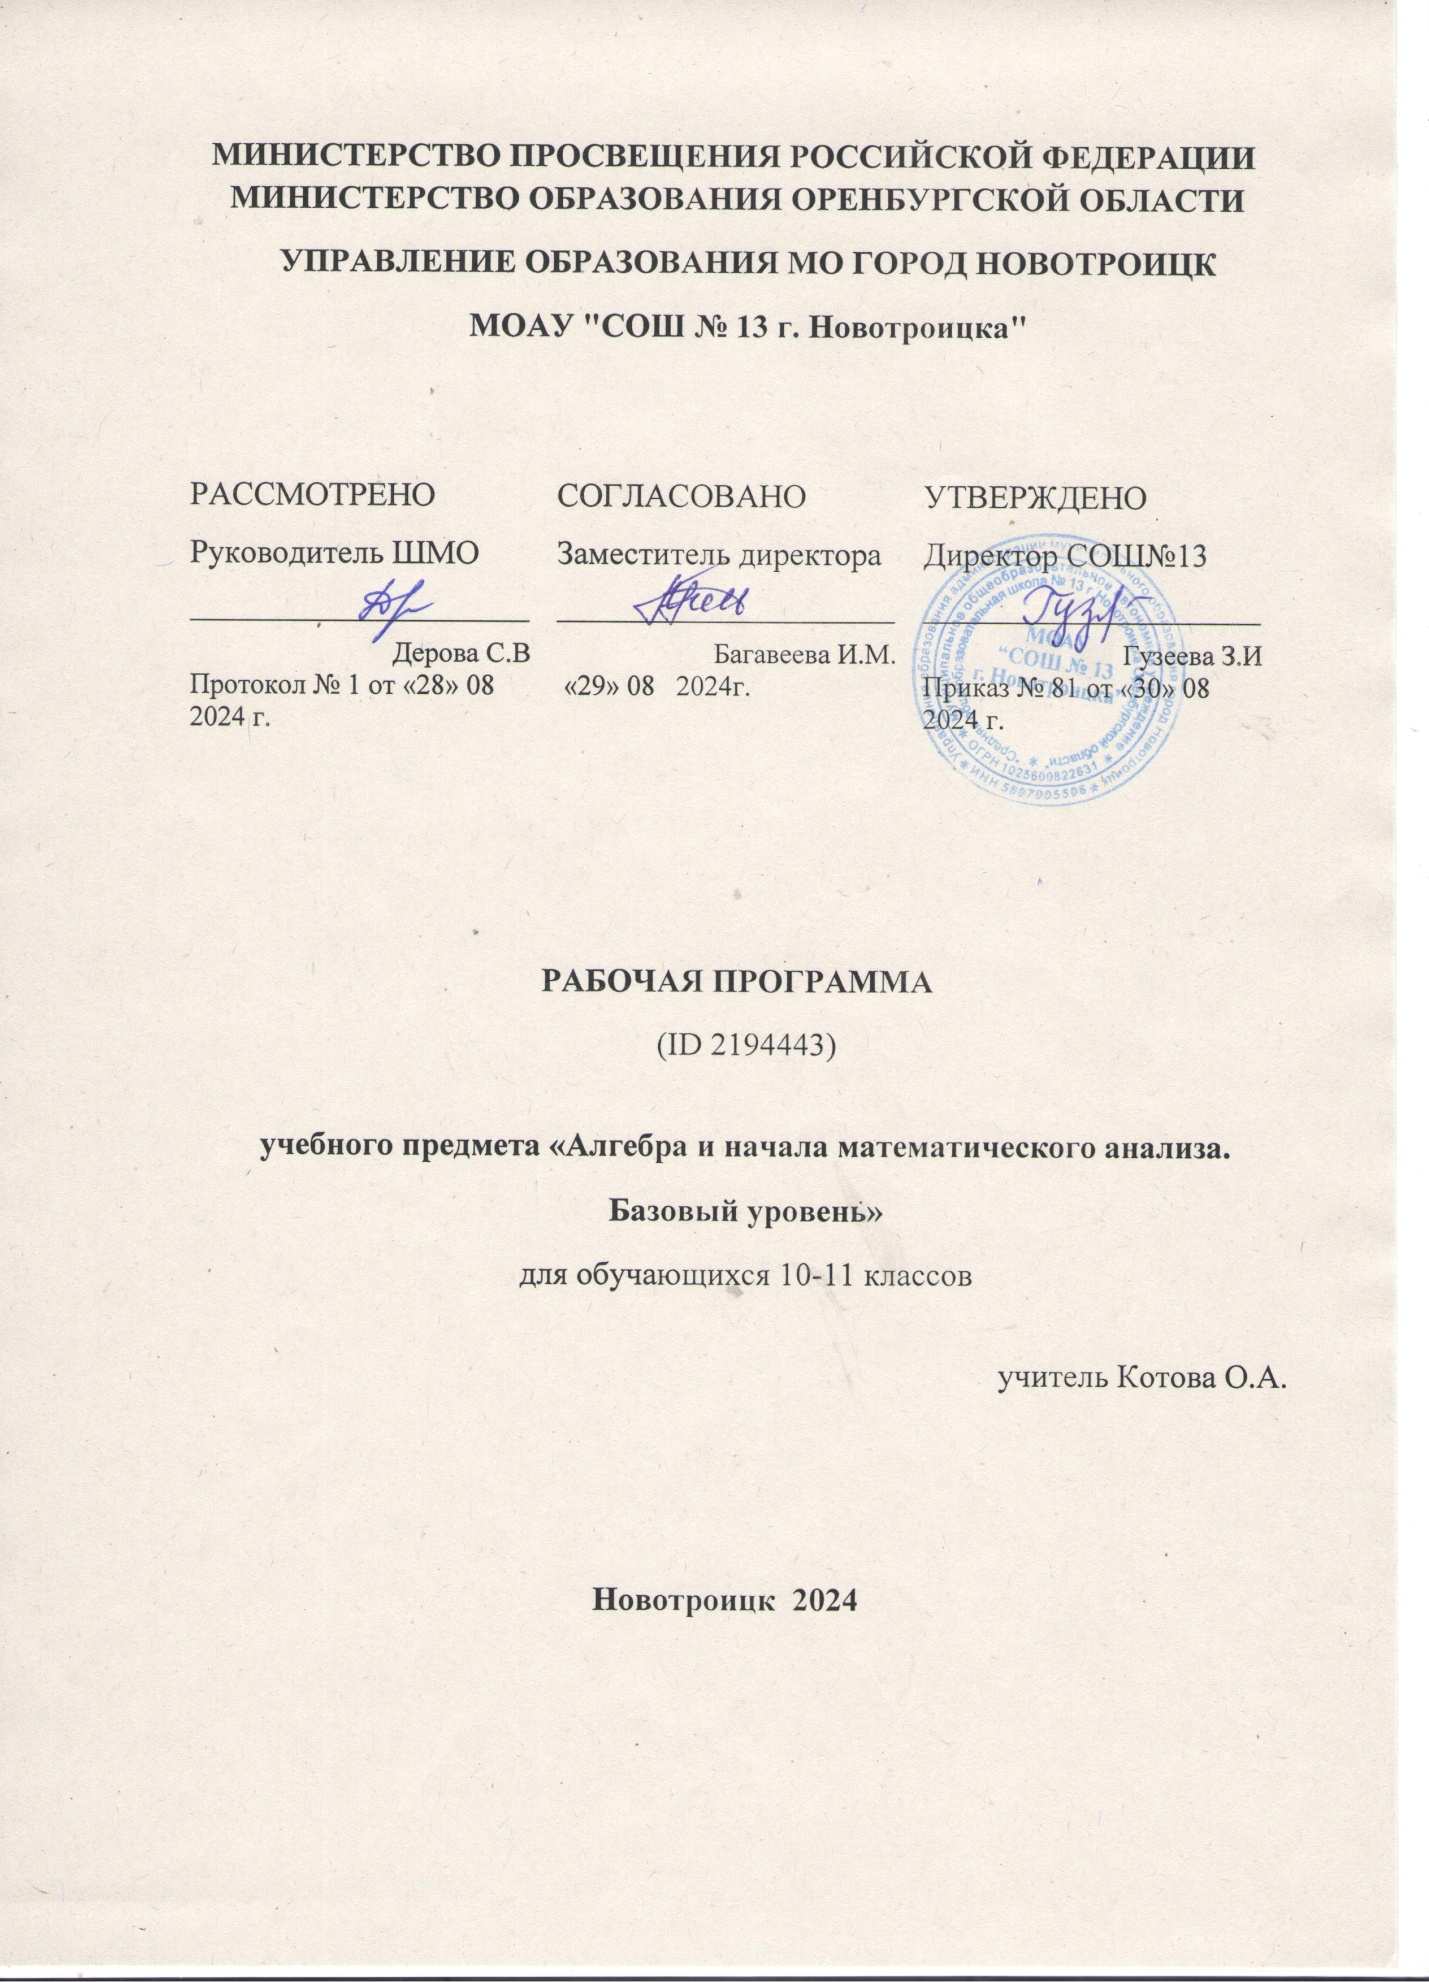 МИНИСТЕРСТВО ПРОСВЕЩЕНИЯ РОССИЙСКОЙ ФЕДЕРАЦИИ
МИНИСТЕРСТВО ОБРАЗОВАНИЯ ОРЕНБУРГСКОЙ ОБЛАСТИ
УПРАВЛЕНИЕ ОБРАЗОВАНИЯ МО ГОРОД НОВОТРОИЦК
МОАУ "СОШ № 13 г. Новотроицка"
РАССМОТРЕНО
Руководитель ШМО
Дерова С.В
Протокол № 1 от «28» 08
2024 г.
СОГЛАСОВАНО
Заместитель директора
Багавеева И.М.
«29» 08 2024г.
УТВЕРЖДЕНО
Директор СОШ№13
Гузеева З.И
Приказ № 81 от «30» 08
2024 г.
МОАУ
“СОШ № 13
г. Новотроицка”
ОГРН 1025600822631
РАБОЧАЯ ПРОГРАММА
(ID 2194443)
учебного предмета «Алгебра и начала математического анализа.
Базовый уровень»
для обучающихся 10-11 классов
учитель Котова О.А.
Новотроицк 2024